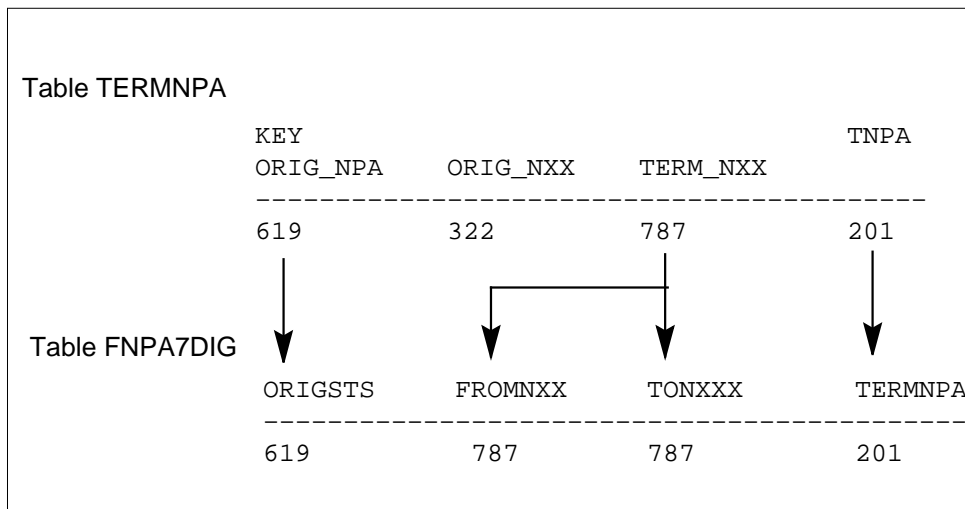 Table TERMNPA
KEY TNPA
ORIG_NPA ORIG_NXX TERM_NXX
619 322 787 201
Table FNPA7DIG
ORIGSTS FROMNXX TONXXX TERMNPA
619 787 787 201